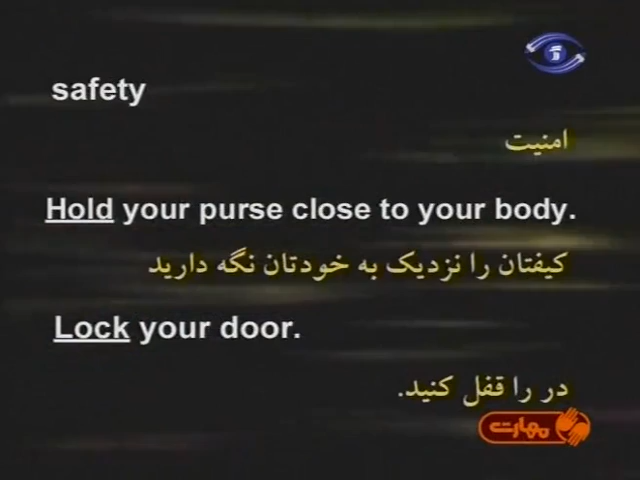 safety
امنیت
Hold your purse close to your body.
کیفتان را نزدیک به خودتان نگه دارید
Lock your door.
در را قفل کنید.
مهارت